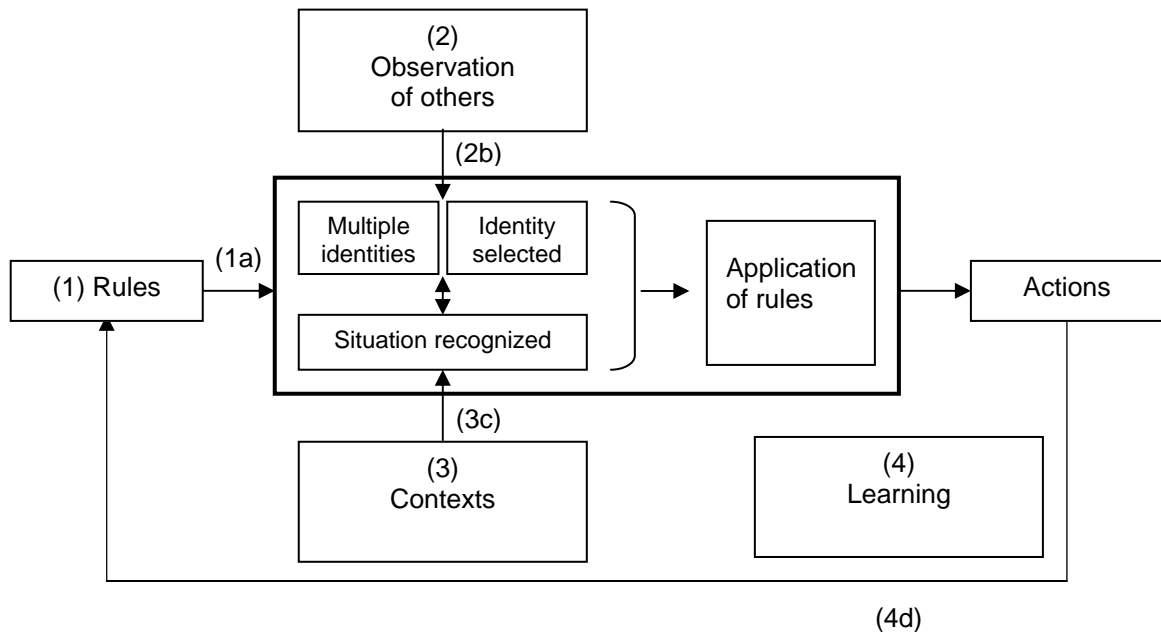 (2)
Observation
of others
(2b)
Multiple
identities
Identity
selected
(1a)
(1) Rules
Application
of rules
Actions
Situation recognized
(3c)
(3)
Contexts
(4)
Learning
(4d)